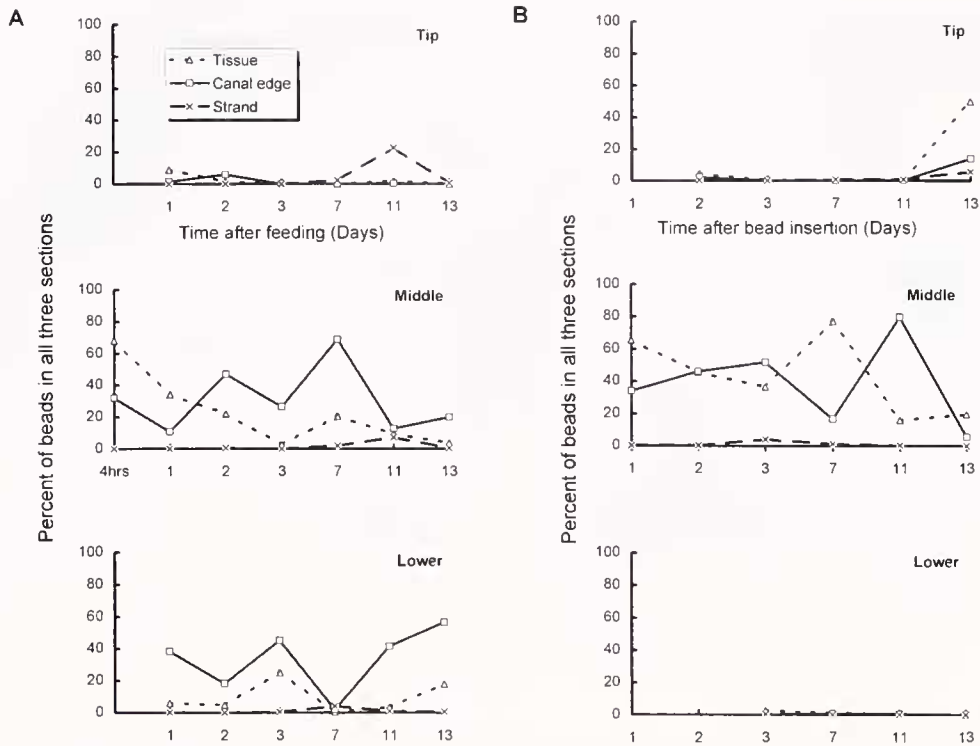 A
100
80
60
40
20
0
Tip
Tissue
Canal edge
Strand
1 2 3 7 11 13
Time after feeding (Days)
Percent of beads in all three sections
100
80
60
40
20
0
Middle
4hrs 1 2 3 7 11 13
100
80
60
40
20
0
Lower
1 2 3 7 11 13
B
100
80
60
40
20
0
Tip
1 2 3 7 11 13
Time after bead insertion (Days)
Percent of beads in all three sections
100
80
60
40
20
0
Middle
1 2 3 7 11 13
100
80
60
40
20
0
Lower
1 2 3 7 11 13